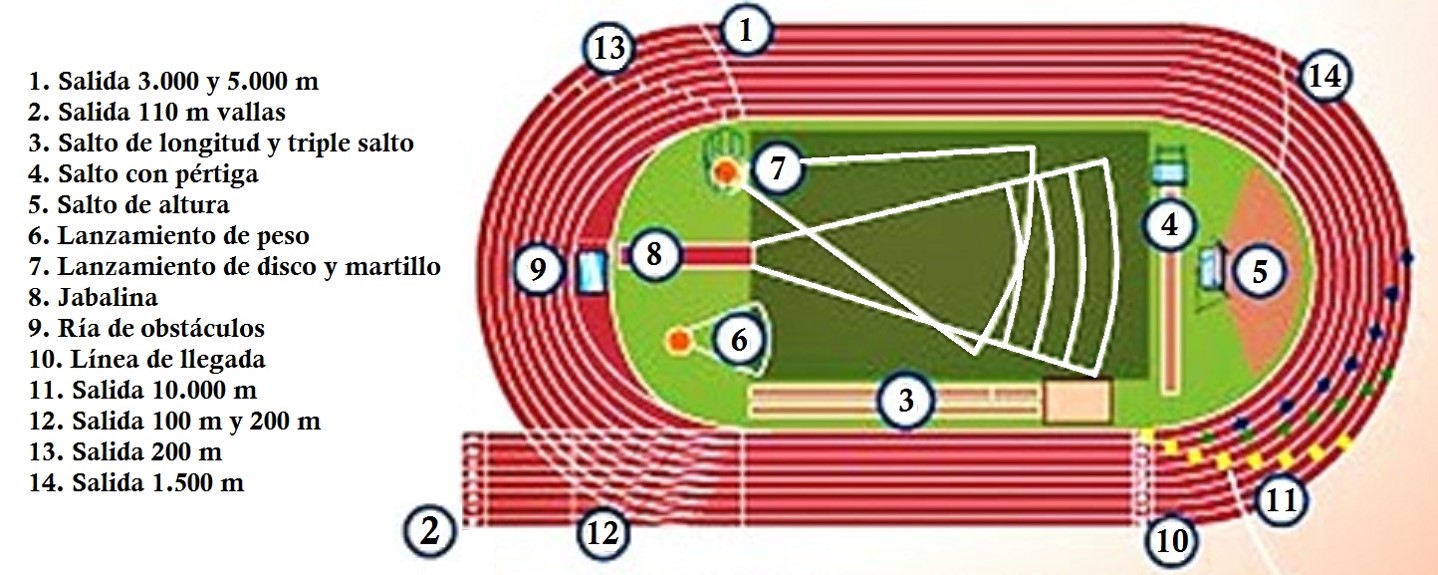 1. Salida 3.000 y 5.000 m
2. Salida 110 m vallas
3. Salto de longitud y triple salto
4. Salto con pértiga
5. Salto de altura
6. Lanzamiento de peso
7. Lanzamiento de disco y martillo
8. Jabalina
9. Ría de obstáculos
10. Línea de llegada
11. Salida 10.000 m
12. Salida 100 m y 200 m
13. Salida 200 m
14. Salida 1.500 m
1
13
14
7
4
8
9
5
6
3
11
2
12
10